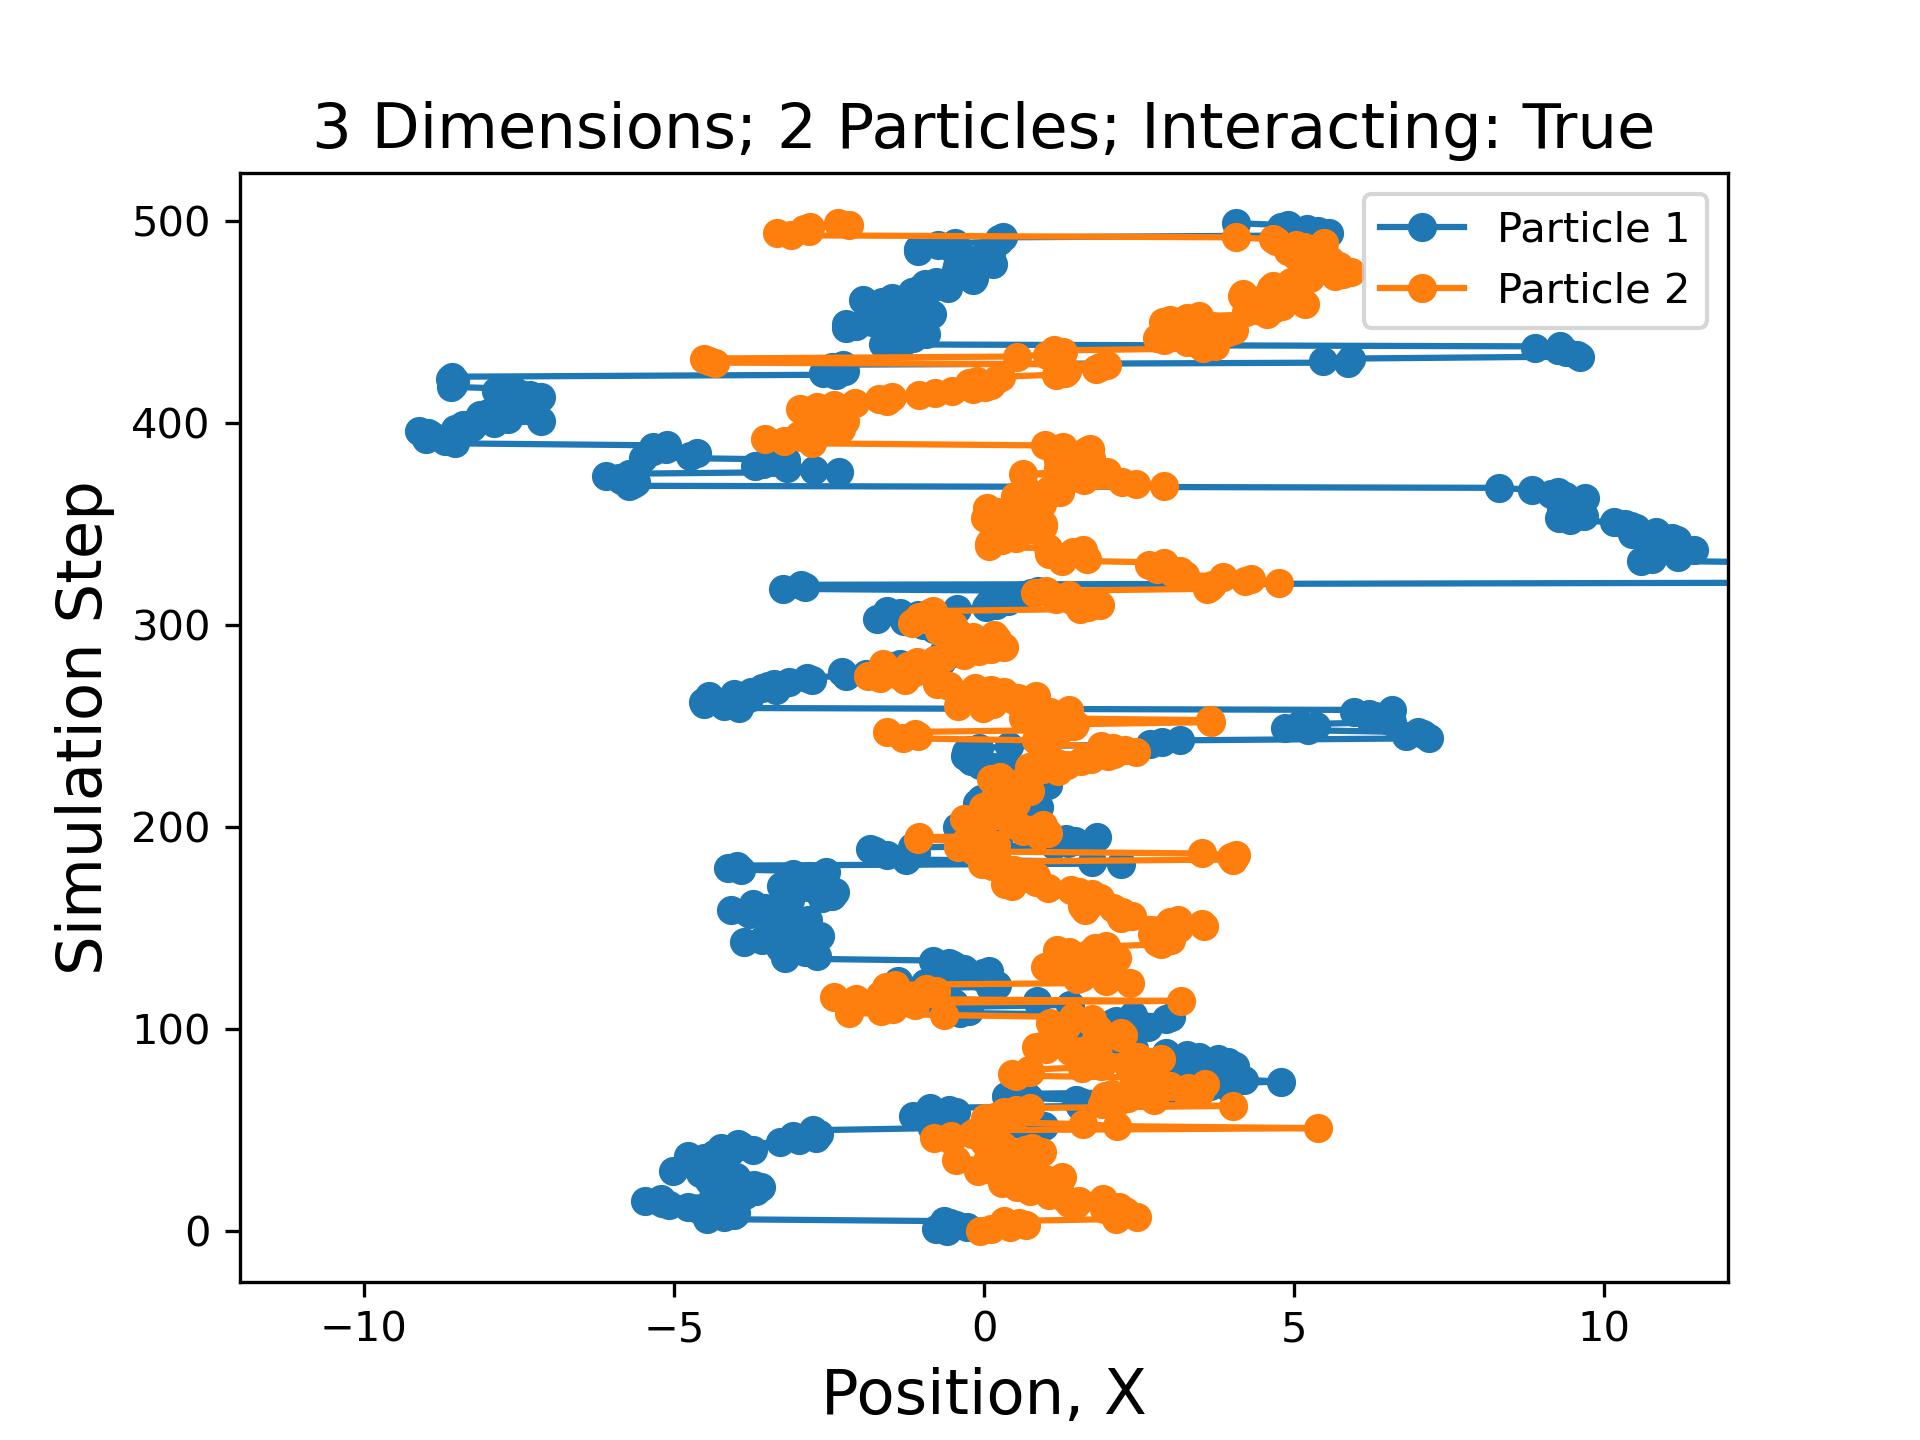 3 Dimensions; 2 Particles; Interacting: True
Particle 1
Particle 2
500
400
300
200
100
0
Simulation Step
−10
−5
0
5
10
Position, X